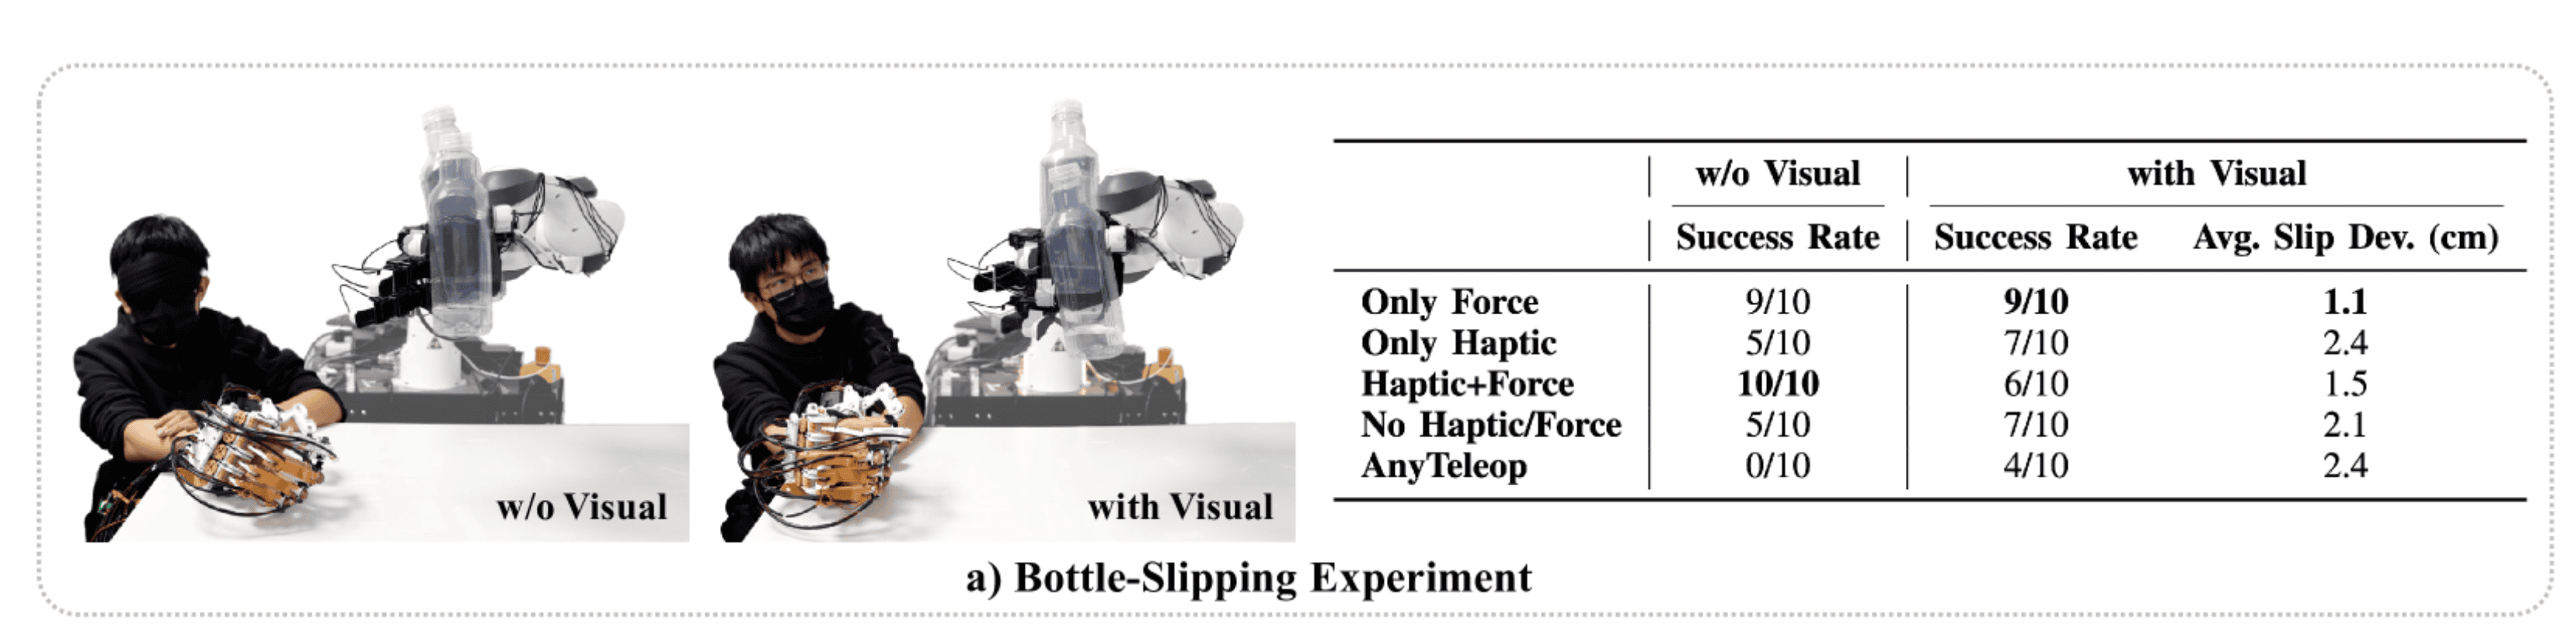 w/o Visual
with Visual
w/o Visual with Visual
Success Rate Success Rate Avg. Slip Dev. (cm)
Only Force 9/10 9/10 1.1
Only Haptic 5/10 7/10 2.4
Haptic+Force 10/10 6/10 1.5
No Haptic/Force 5/10 7/10 2.1
AnyTeleop 0/10 4/10 2.4
a) Bottle-Slipping Experiment